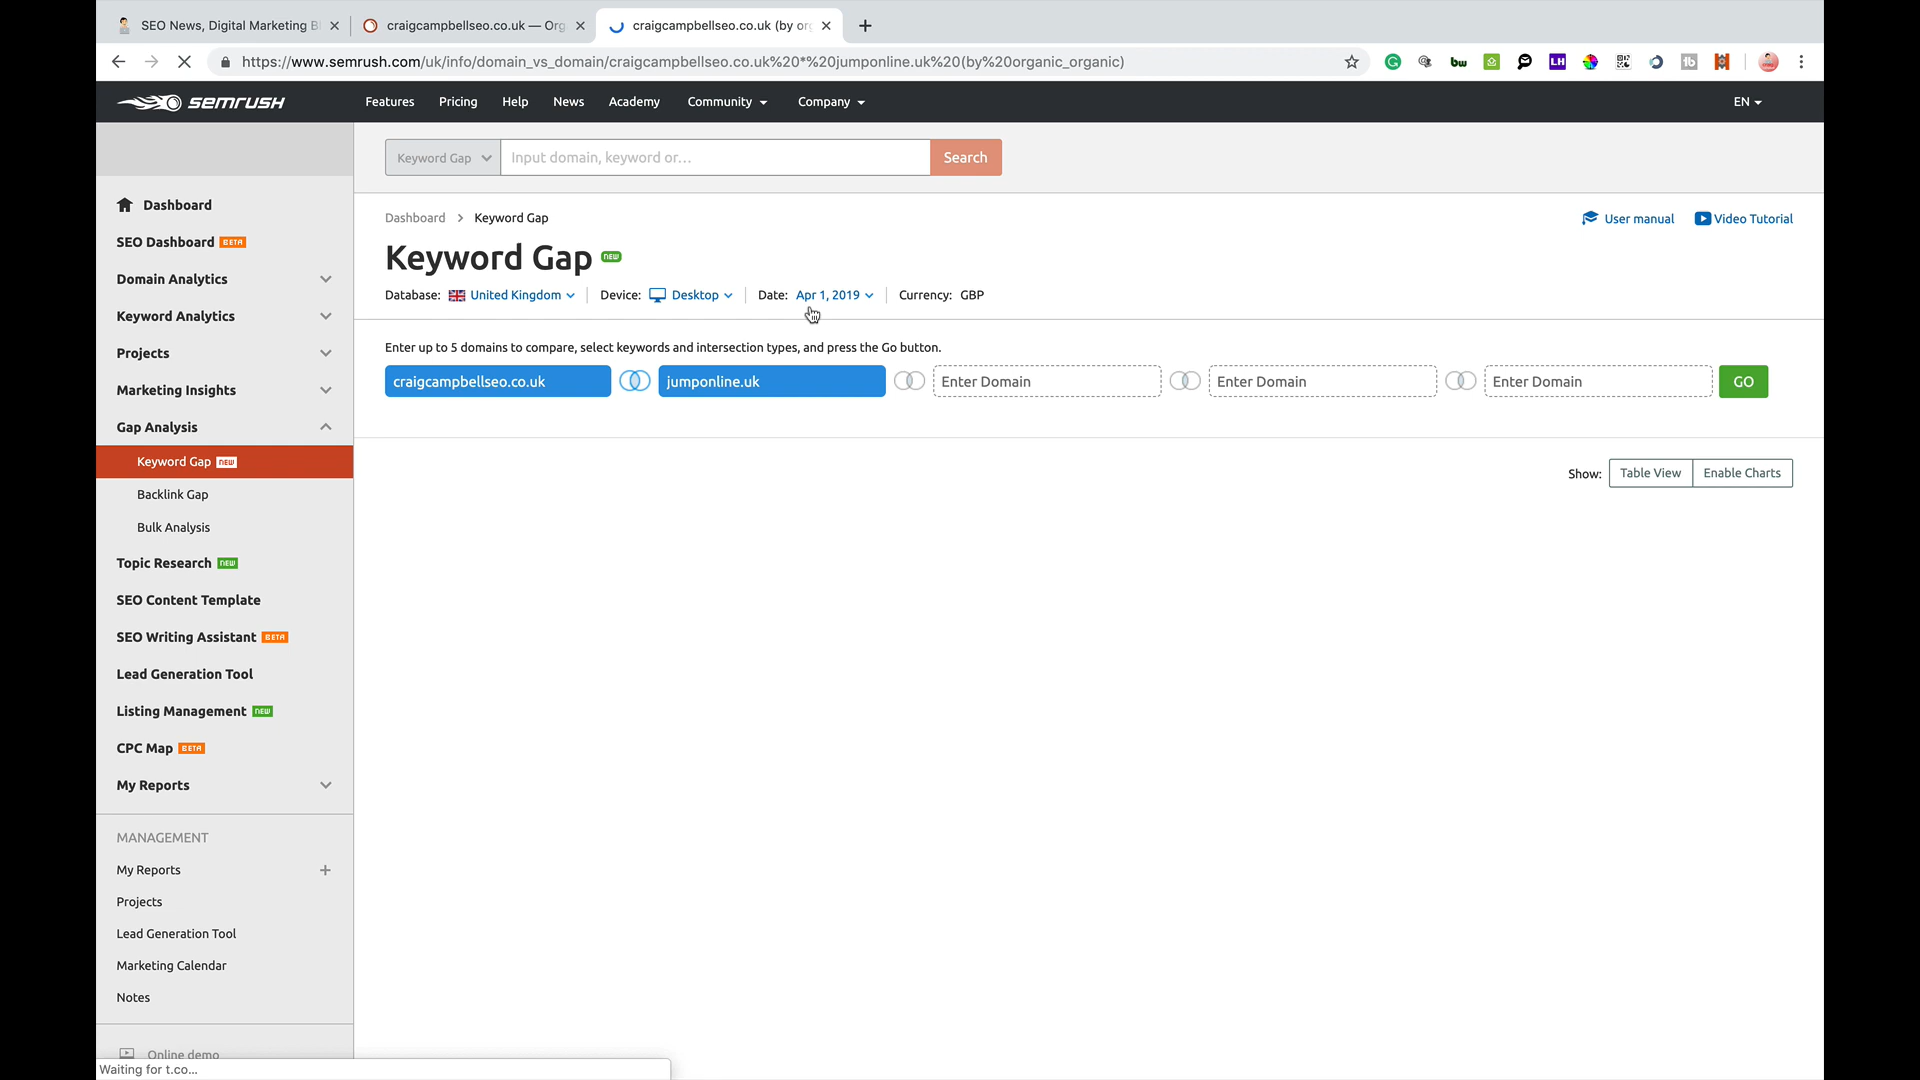 SEO News, Digital Marketing B
craigcampbellseo.co.uk — Org
craigcampbellseo.co.uk (by or
https://www.semrush.com/uk/info/domain_vs_domain/craigcampbellseo.co.uk%20*%20jumponline.uk%20(by%20organic_organic)
bw
LH
semrush
Features
Pricing
Help
News
Academy
Community
Company
EN
Keyword Gap
Input domain, keyword or...
Search
Dashboard
SEO Dashboard BETA
Domain Analytics
Keyword Analytics
Projects
Marketing Insights
Gap Analysis
Keyword Gap new
Backlink Gap
Bulk Analysis
Topic Research new
SEO Content Template
SEO Writing Assistant BETA
Lead Generation Tool
Listing Management new
CPC Map BETA
My Reports
MANAGEMENT
My Reports
Projects
Lead Generation Tool
Marketing Calendar
Notes
Online demo
Waiting for t.co...
Dashboard > Keyword Gap
User manual
Video Tutorial
Keyword Gap new
Database: United Kingdom
Device: Desktop
Date: Apr 1, 2019
Currency: GBP
Enter up to 5 domains to compare, select keywords and intersection types, and press the Go button.
craigcampbellseo.co.uk
jumponline.uk
Enter Domain
Enter Domain
Enter Domain
GO
Show:
Table View
Enable Charts